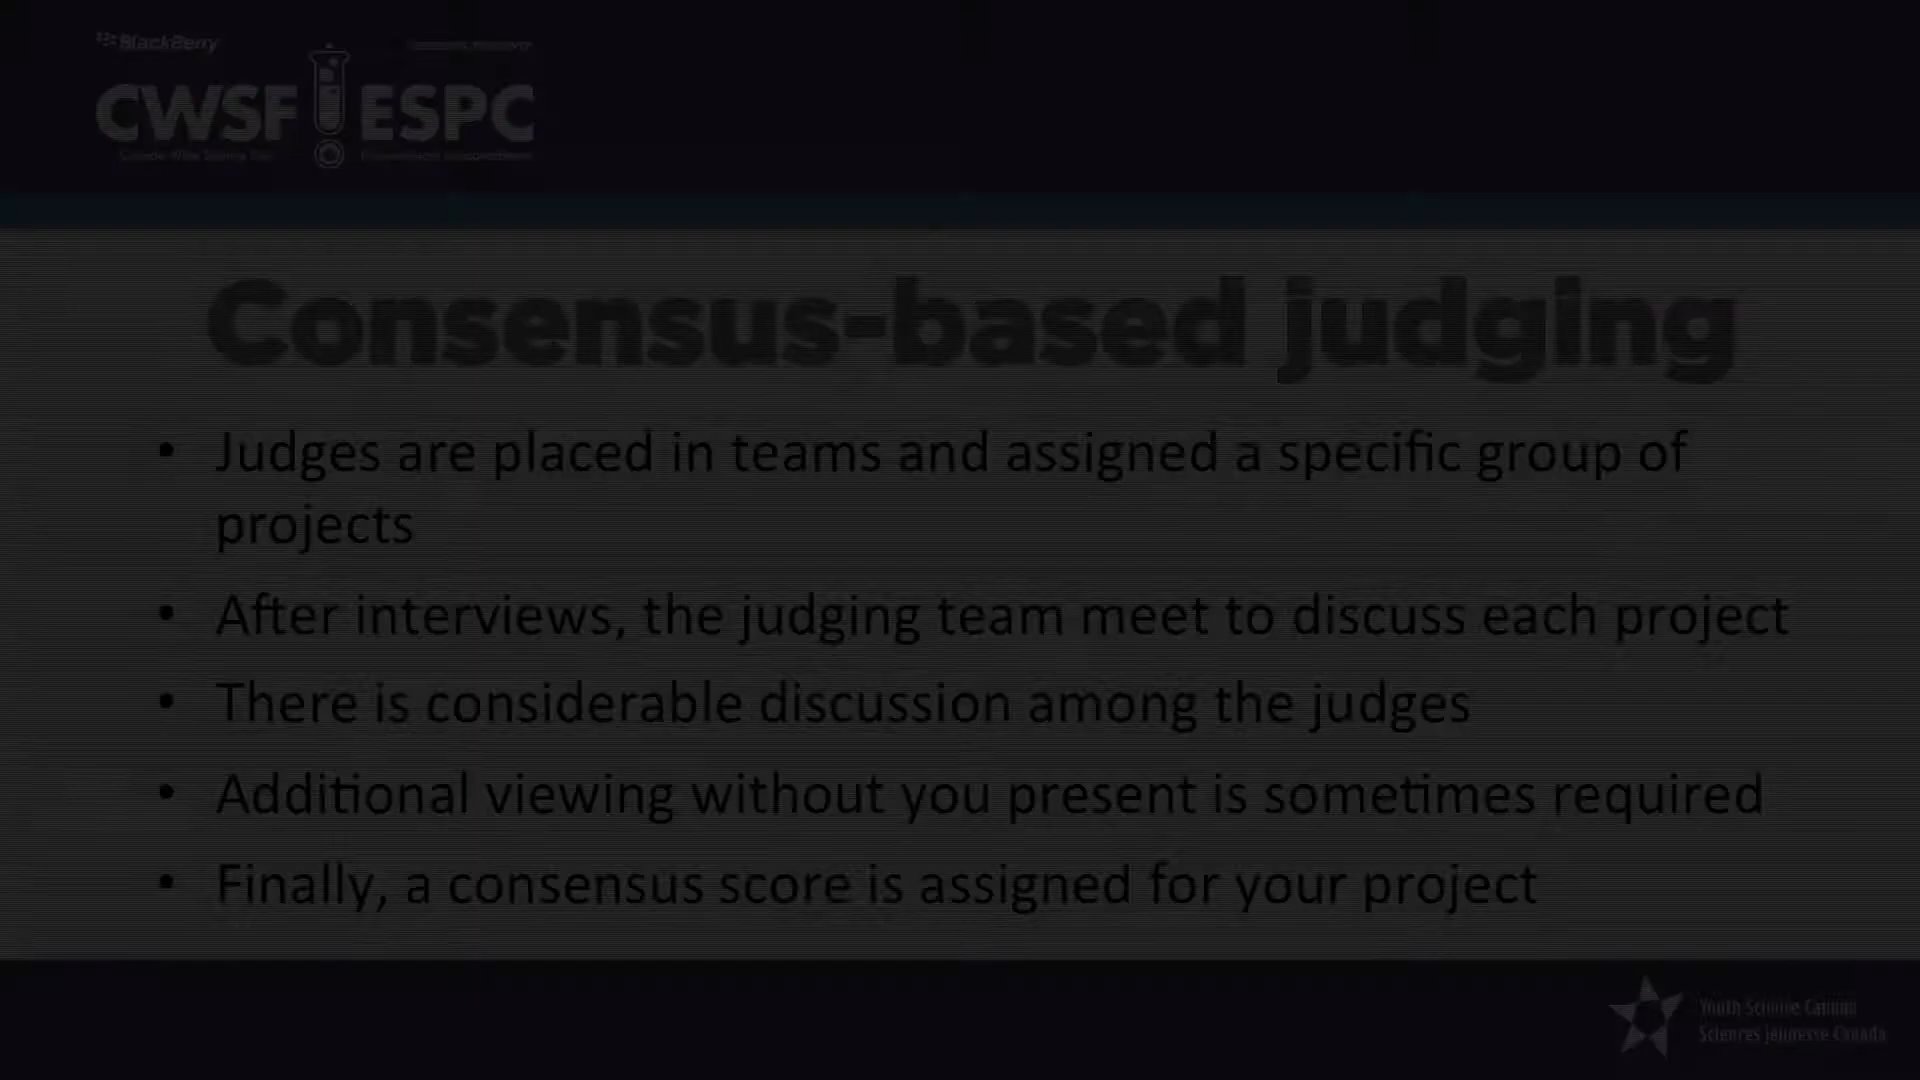 BlackBerry
CWSF ESPC
Consensus-based judging
• Judges are placed in teams and assigned a specific group of
projects
• After interviews, the judging team meet to discuss each project
• There is considerable discussion among the judges
• Additional viewing without you present is sometimes required
• Finally, a consensus score is assigned for your project
Youth Science Canada
Sciences jeunesse Canada